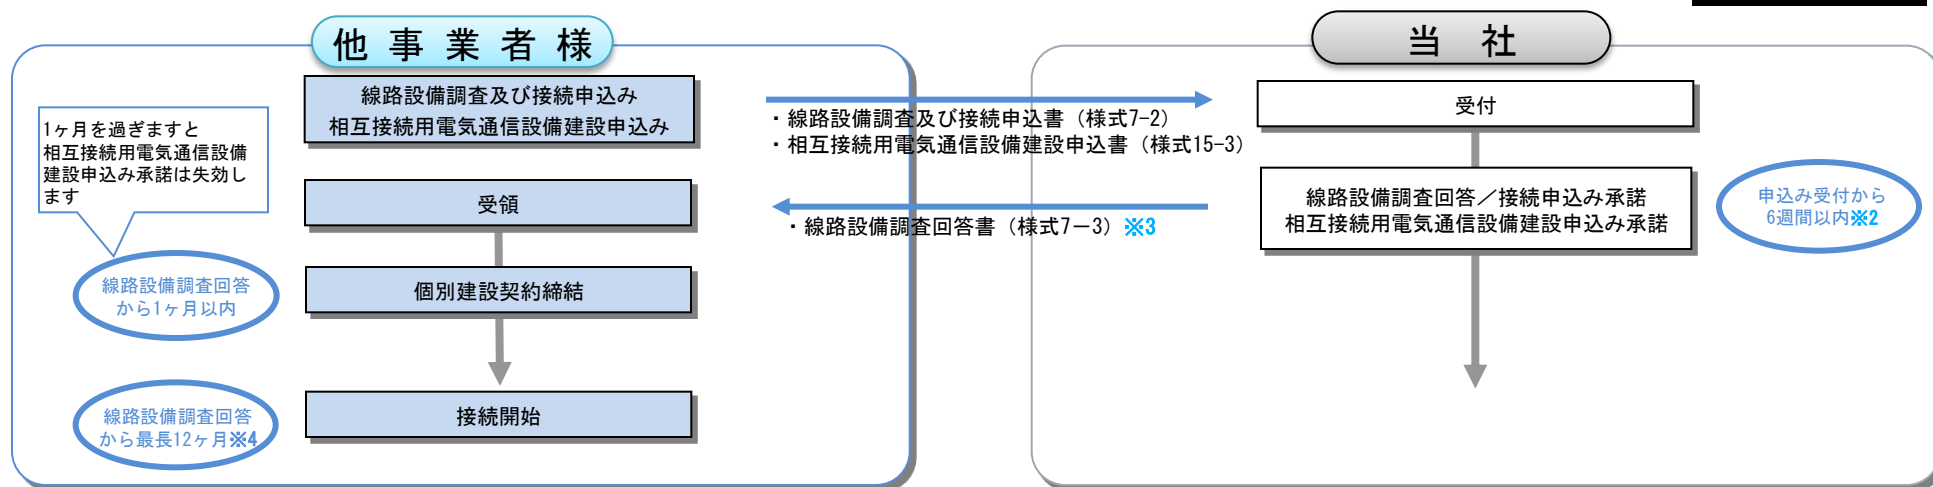 他事業者様
線路設備調査及び接続申込み
相互接続用電気通信設備建設申込み
1ヶ月を過ぎますと
相互接続用電気通信設備
建設申込み承諾は失効し
ます
受領
線路設備調査回答
から1ヶ月以内
個別建設契約締結
線路設備調査回答
から最長12ヶ月※4
接続開始
・線路設備調査及び接続申込書（様式7-2）
・相互接続用電気通信設備建設申込書（様式15-3）
・線路設備調査回答書（様式7－3）※3
当社
受付
線路設備調査回答／接続申込み承諾
相互接続用電気通信設備建設申込み承諾
申込み受付から
6週間以内※2